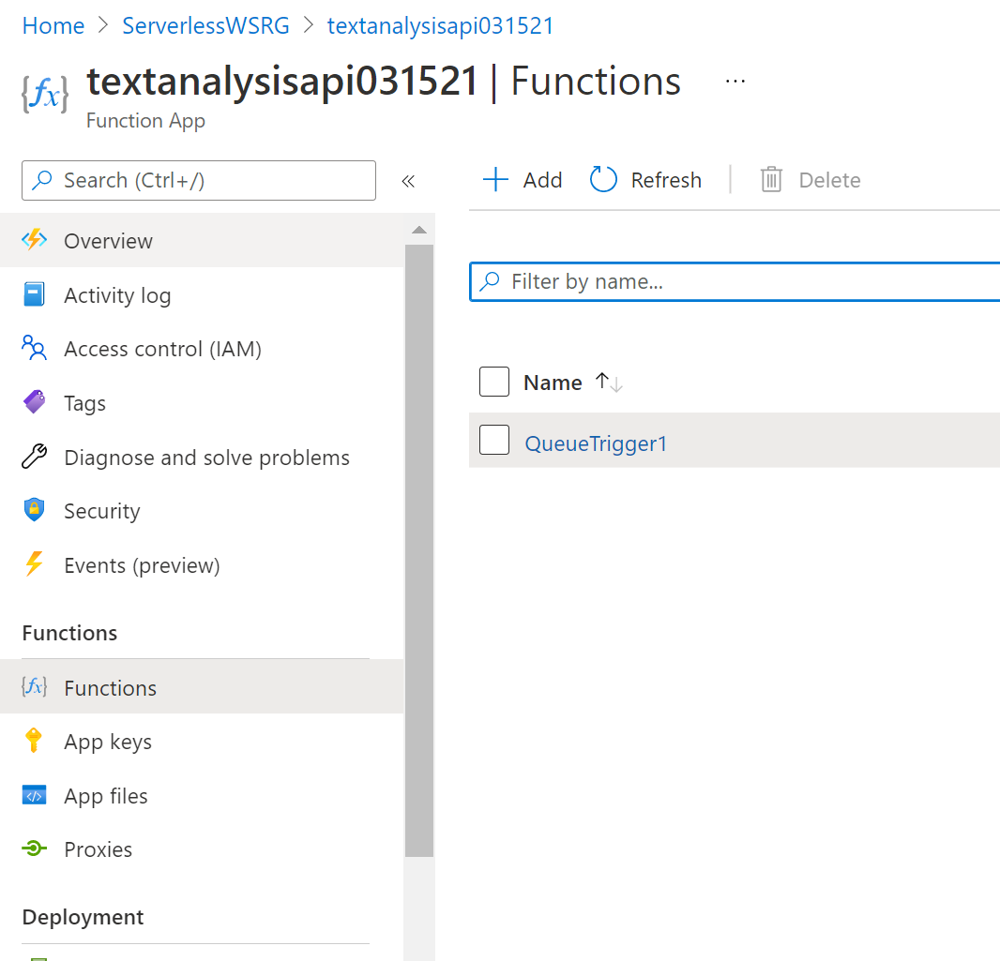 Home > ServerlessWSRG > textanalysisapi031521
{fx} textanalysisapi031521 | Functions ...
Function App
Search (Ctrl+/) «
+ Add Refresh Delete
Overview
Activity log
Access control (IAM)
Tags
Diagnose and solve problems
Security
Events (preview)
Functions
{fx} Functions
App keys
</> App files
Proxies
Deployment
Filter by name...
Name ↑↓
QueueTrigger1